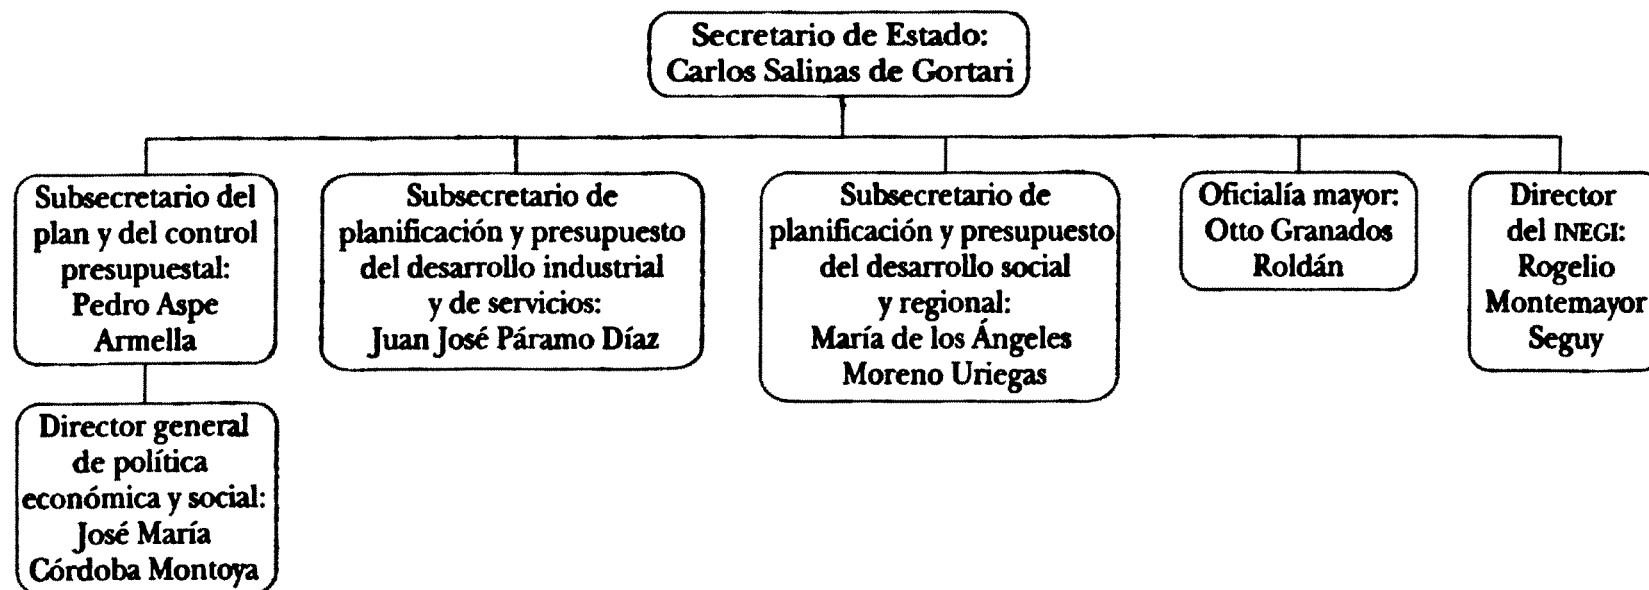 Secretario de Estado:
Carlos Salinas de Gortari
Subsecretario del
plan y del control
presupuestal:
Pedro Aspe
Armella
Subsecretario de
planificación y presupuesto
del desarrollo industrial
y de servicios:
Juan José Páramo Díaz
Subsecretario de
planificación y presupuesto
del desarrollo social
y regional:
María de los Ángeles
Moreno Uriegas
Oficialía mayor:
Otto Granados
Roldán
Director
del INEGI:
Rogelio
Montemayor
Seguy
Director general
de política
económica y social:
José María
Córdoba Montoya